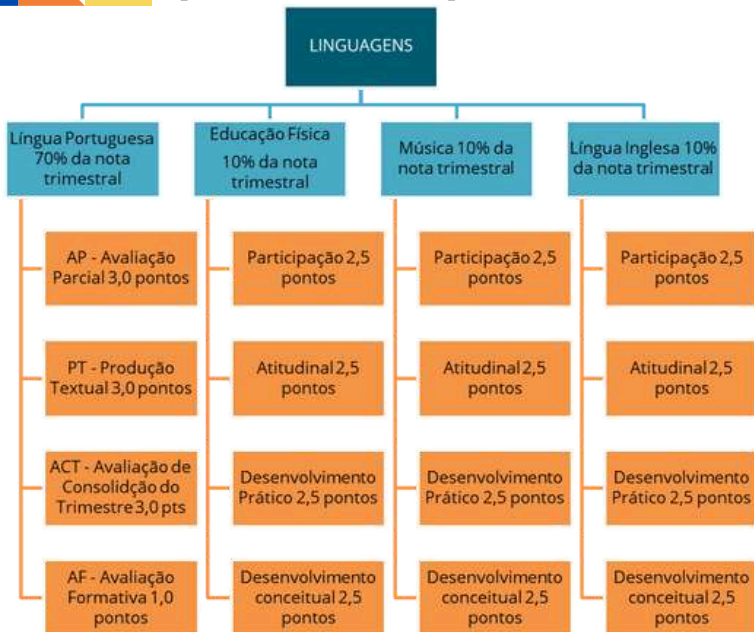 LINGUAGENS
Língua Portuguesa
70% da nota
trimestral
AP - Avaliação
Parcial 3,0 pontos
PT - Produção
Textual 3,0 pontos
ACT - Avaliação de
Consolidção do
Trimestre 3,0 pts
AF - Avaliação
Formativa 1,0
pontos
Educação Física
10% da nota
trimestral
Participação 2,5
pontos
Atitudinal 2,5
pontos
Desenvolvimento
Prático 2,5 pontos
Desenvolvimento
conceitual 2,5
pontos
Música 10% da
nota trimestral
Participação 2,5
pontos
Atitudinal 2,5
pontos
Desenvolvimento
Prático 2,5 pontos
Desenvolvimento
conceitual 2,5
pontos
Língua Inglesa 10%
da nota trimestral
Participação 2,5
pontos
Atitudinal 2,5
pontos
Desenvolvimento
Prático 2,5 pontos
Desenvolvimento
conceitual 2,5
pontos